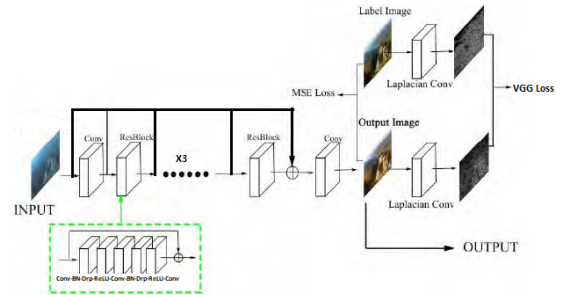 Label Image
Laplacian Conv
MSE Loss
VGG Loss
Output Image
Conv
ResBlock
X3
ResBlock
Conv
INPUT
Laplacian Conv
OUTPUT
Conv-BN-Drp-ReLU-Conv-BN-Drp-ReLU-Conv